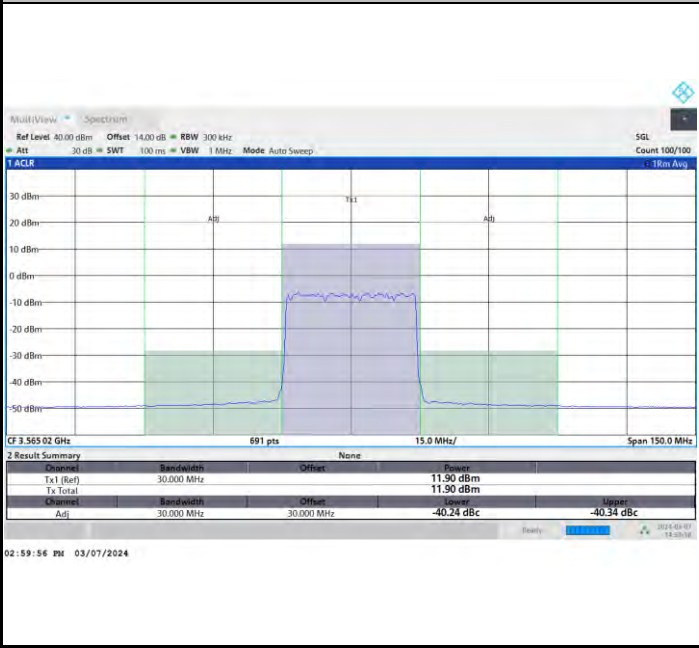 MultiView Spectrum
Ref Level 40.00 dBm Offset 14.00 dB RBW 300 kHz SGL
Att 30 dB SWT 100 ms VBW 1 MHz Mode Auto Sweep Count 100/100
1 ACLR 1Rm Avg
Tx1
Adj Adj
30 dBm
20 dBm
10 dBm
0 dBm
-10 dBm
-20 dBm
-30 dBm
-40 dBm
-50 dBm
CF 3.565 02 GHz 691 pts 15.0 MHz/ Span 150.0 MHz
2 Result Summary None
Channel Bandwidth Offset Power
Tx1 (Ref) 30.000 MHz 11.90 dBm
Tx Total 11.90 dBm
Channel Bandwidth Offset Lower Upper
Adj 30.000 MHz 30.000 MHz -40.24 dBc -40.34 dBc
Ready
02:59:56 PM 03/07/2024